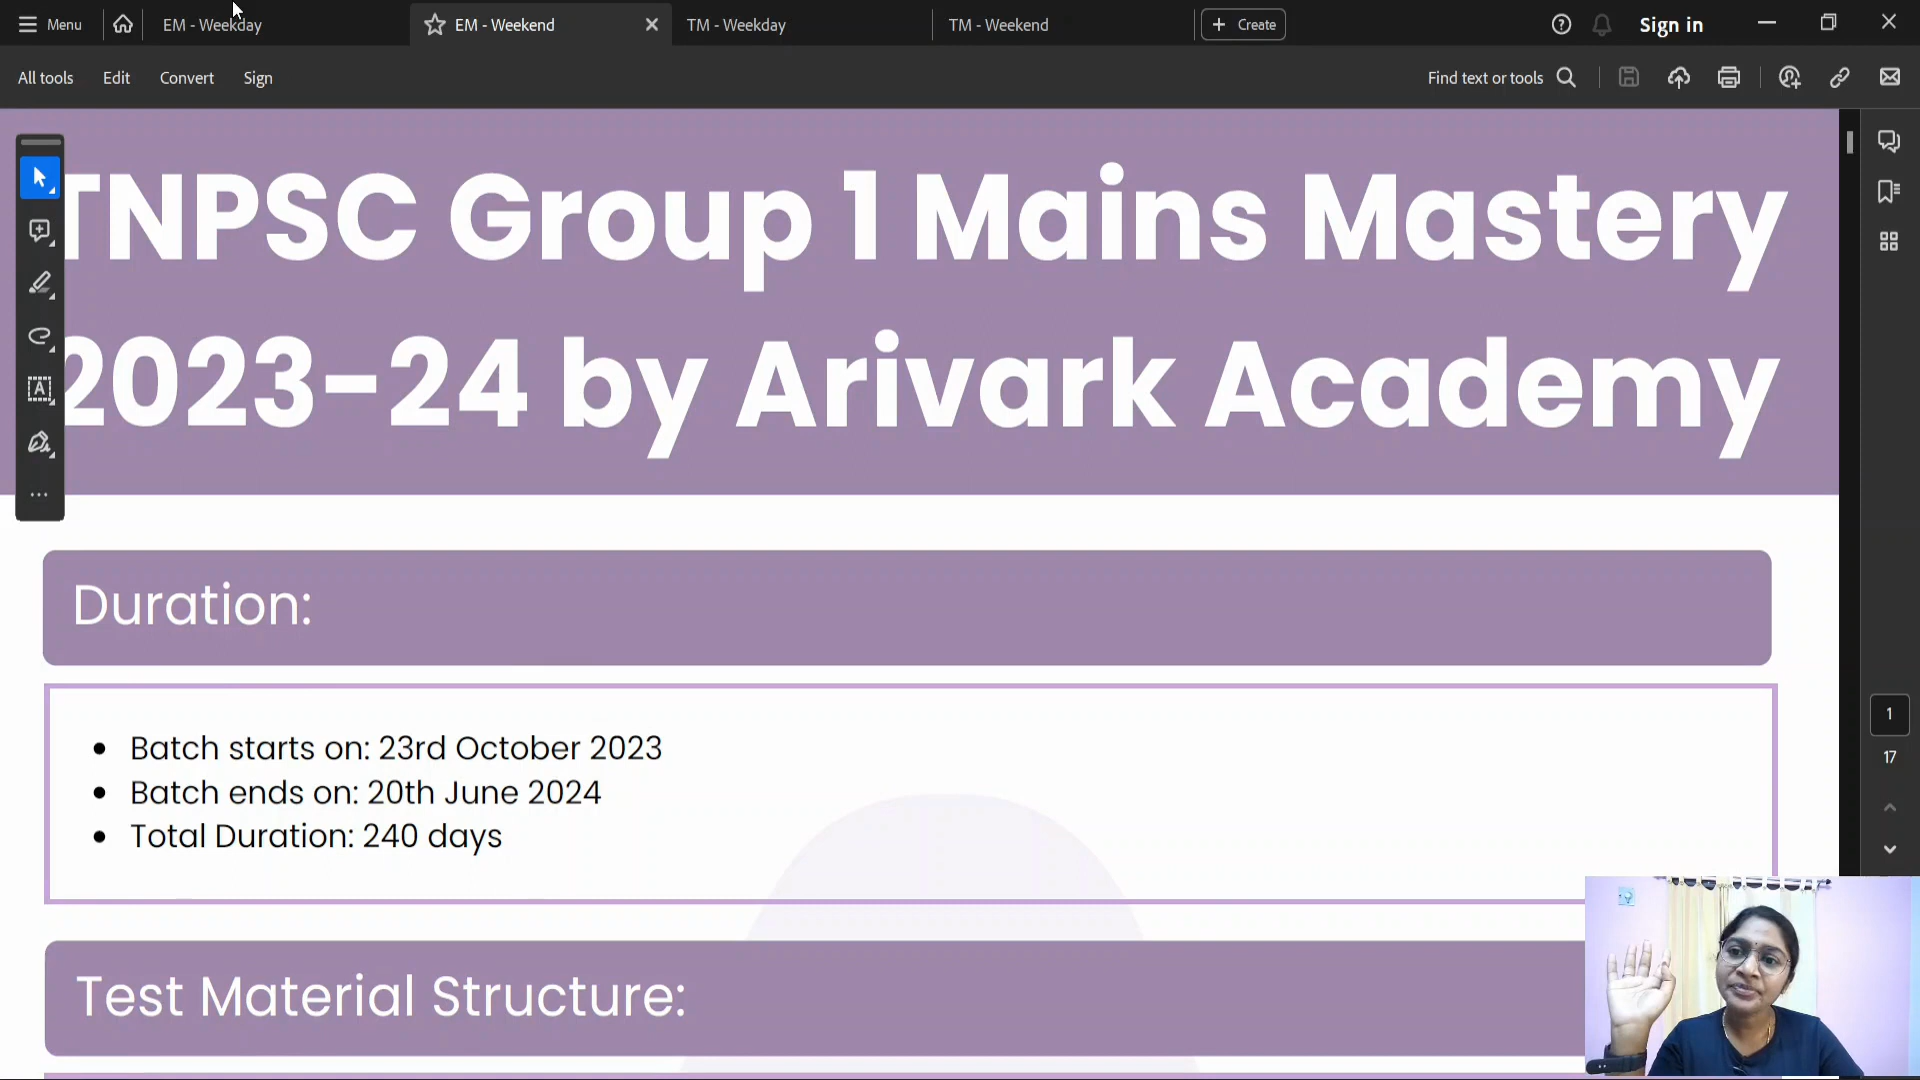 Menu
EM - Weekday
EM - Weekend
TM - Weekday
TM - Weekend
Create
Sign in
All tools
Edit
Convert
Sign
Find text or tools
TNPSC Group 1 Mains Mastery
2023-24 by Arivark Academy
Duration:
Batch starts on: 23rd October 2023
Batch ends on: 20th June 2024
Total Duration: 240 days
1
17
Test Material Structure: